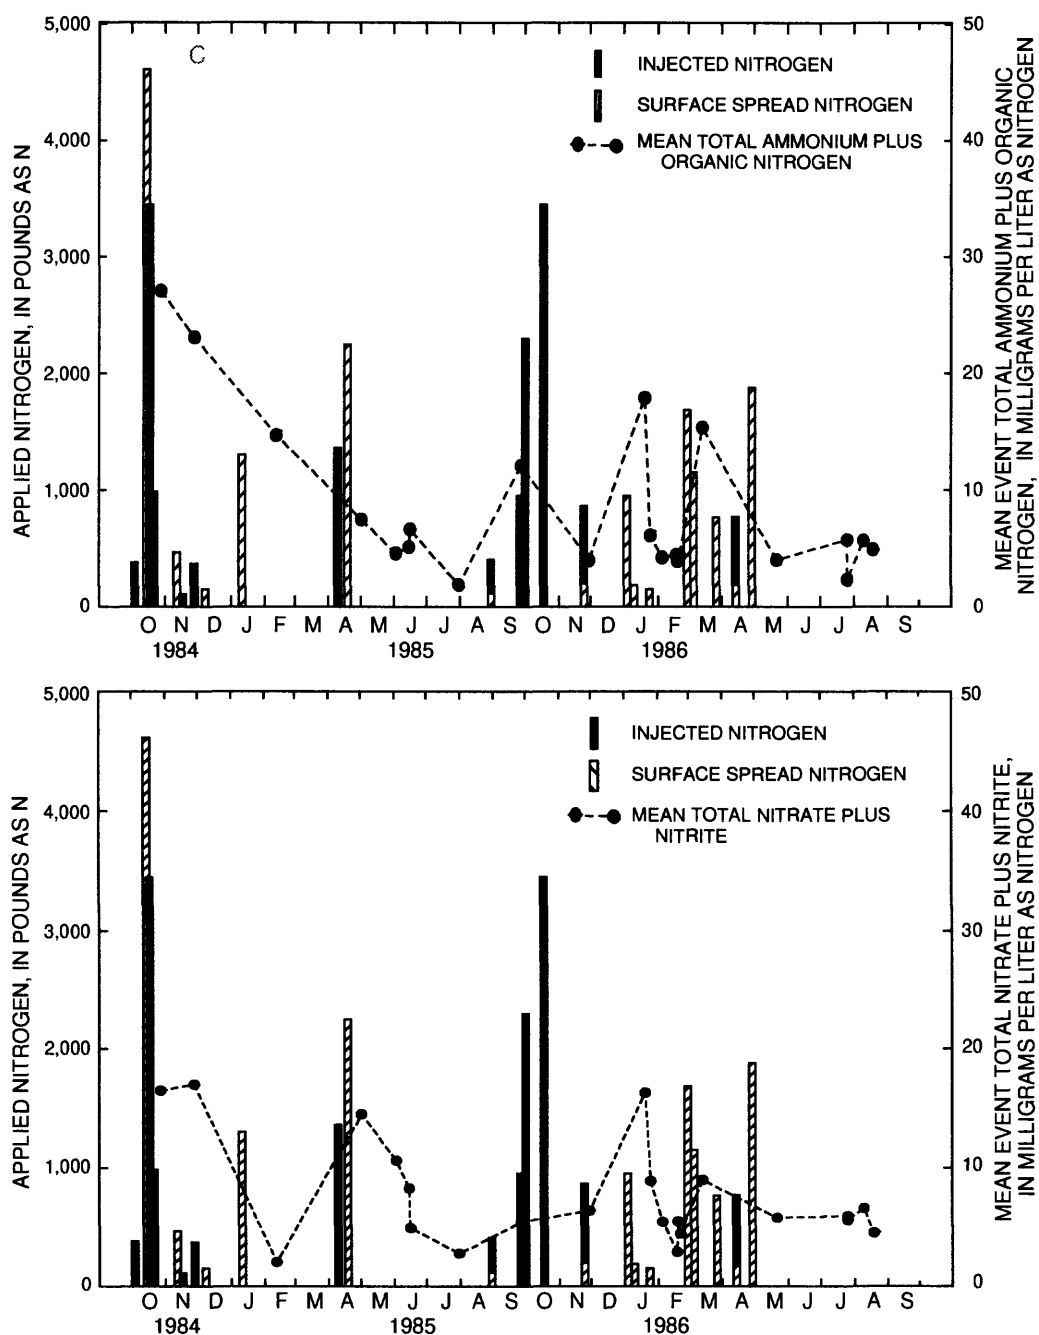 5,000
4,000
3,000
2,000
1,000
0
APPLIED NITROGEN, IN POUNDS AS N
C
INJECTED NITROGEN
SURFACE SPREAD NITROGEN
MEAN TOTAL AMMONIUM PLUS
ORGANIC NITROGEN
50
40
30
20
10
0
MEAN EVENT TOTAL AMMONIUM PLUS ORGANIC
NITROGEN, IN MILLIGRAMS PER LITER AS NITROGEN
O N D J F M A M J J A S O N D J F M A M J J A S
1984 1985 1986
5,000
4,000
3,000
2,000
1,000
0
APPLIED NITROGEN, IN POUNDS AS N
INJECTED NITROGEN
SURFACE SPREAD NITROGEN
MEAN TOTAL NITRATE PLUS
NITRITE
50
40
30
20
10
0
MEAN EVENT TOTAL NITRATE PLUS NITRITE,
IN MILLIGRAMS PER LITER AS NITROGEN
O N D J F M A M J J A S O N D J F M A M J J A S
1984 1985 1986